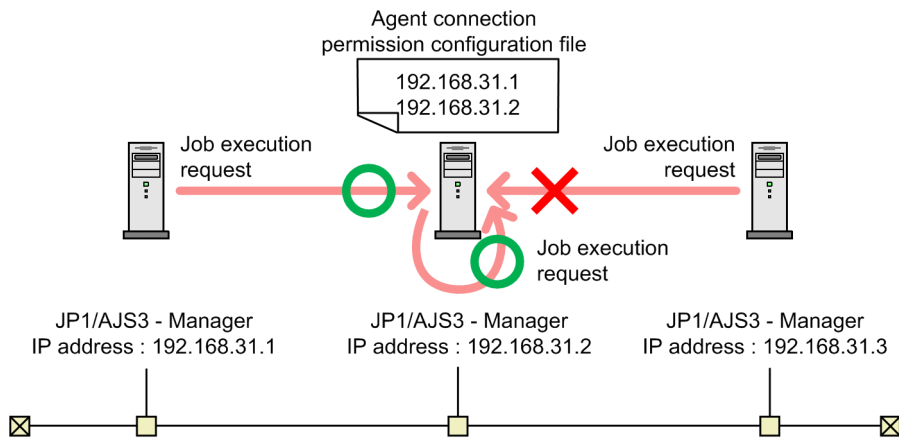 Agent connection
permission configuration file
192.168.31.1
192.168.31.2
Job execution
request
Job execution
request
Job execution
request
JP1/AJS3 - Manager
IP address : 192.168.31.1
JP1/AJS3 - Manager
IP address : 192.168.31.2
JP1/AJS3 - Manager
IP address : 192.168.31.3